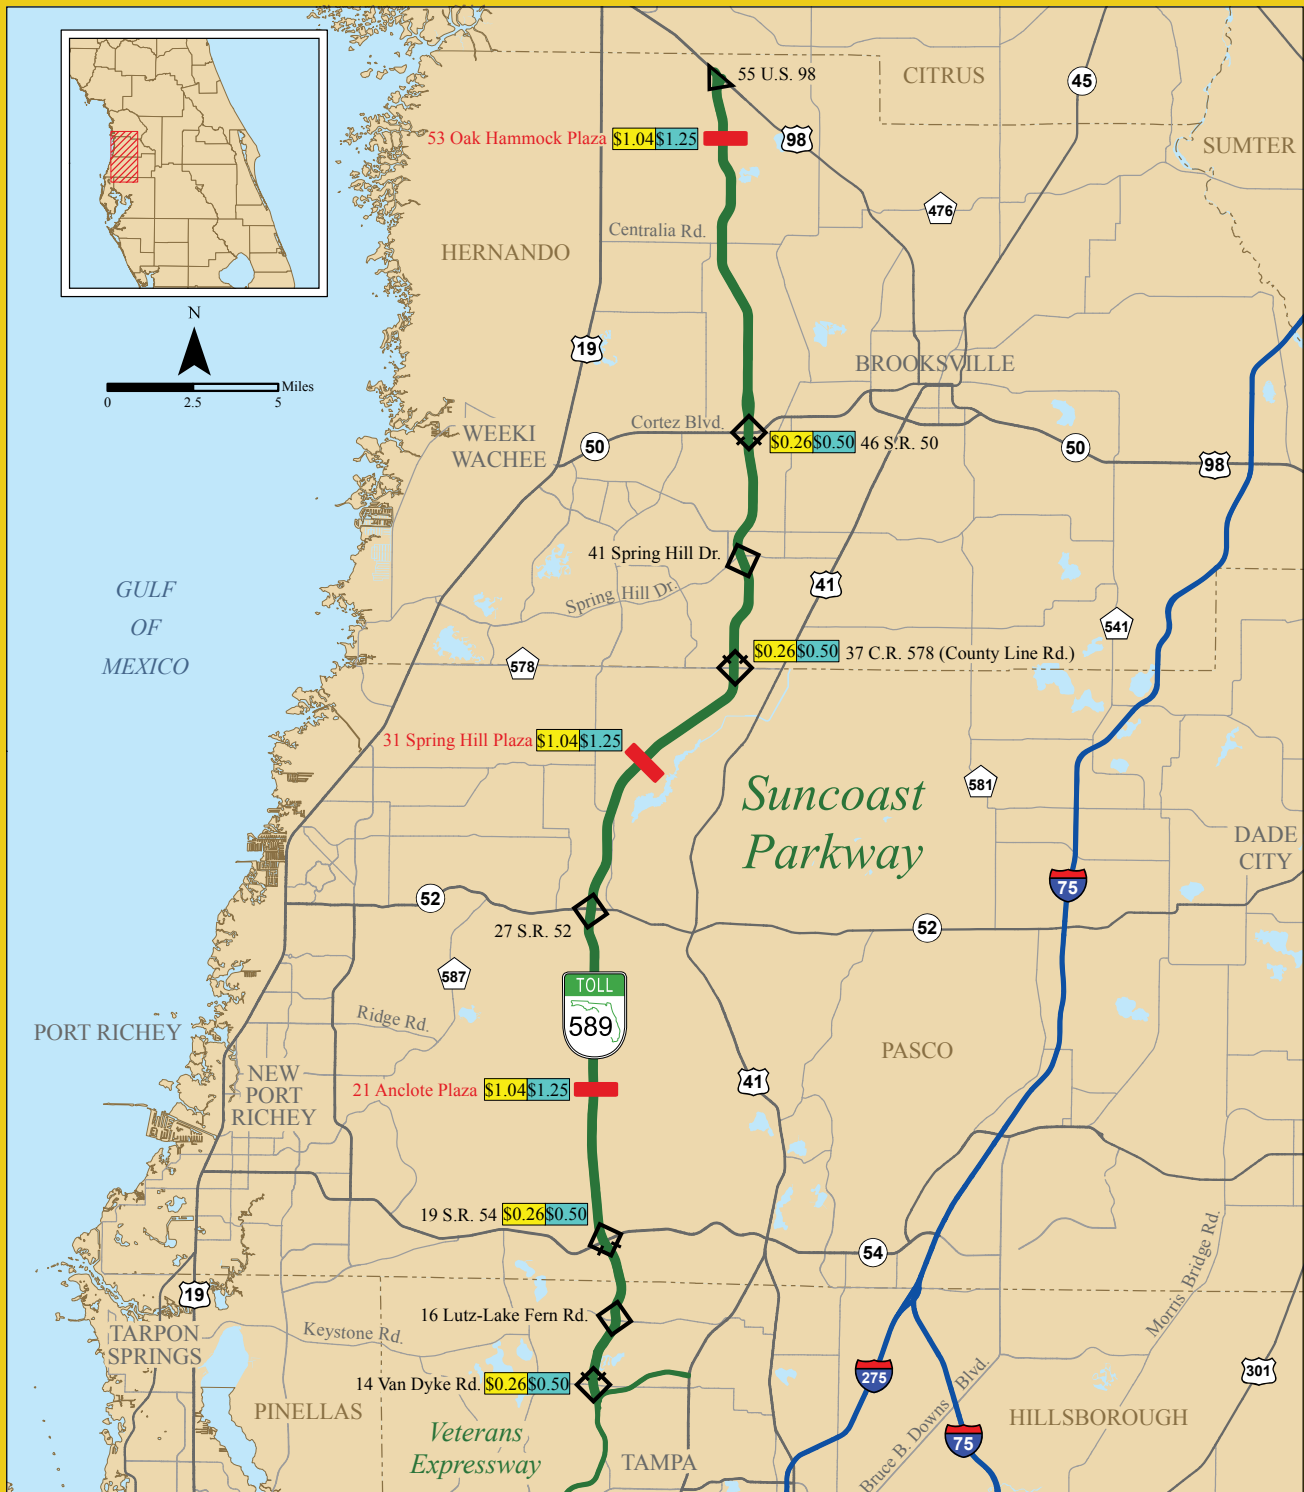 55 U.S. 98
CITRUS
45
53 Oak Hammock Plaza $1.04 $1.25
98
SUMTER
476
Centralia Rd.
HERNANDO
N
19
Miles
0 2.5 5
BROOKSVILLE
Cortez Blvd.
WEEKI
WACHEE
50
$0.26 $0.50 46 S.R. 50
50
98
41 Spring Hill Dr.
GULF
OF
MEXICO
Spring Hill Dr.
41
541
578
$0.26 $0.50 37 C.R. 578 (County Line Rd.)
31 Spring Hill Plaza $1.04 $1.25
Suncoast
Parkway
581
DADE
CITY
75
52
27 S.R. 52
52
587
TOLL
589
Ridge Rd.
PORT RICHEY
PASCO
NEW
PORT
RICHEY
21 Anclote Plaza $1.04 $1.25
41
19 S.R. 54 $0.26 $0.50
54
Morris Bridge Rd.
19
16 Lutz-Lake Fern Rd.
TARPON
SPRINGS
Keystone Rd.
14 Van Dyke Rd. $0.26 $0.50
275
301
Bruce B. Downs Blvd.
PINELLAS
HILLSBOROUGH
Veterans
Expressway
75
TAMPA